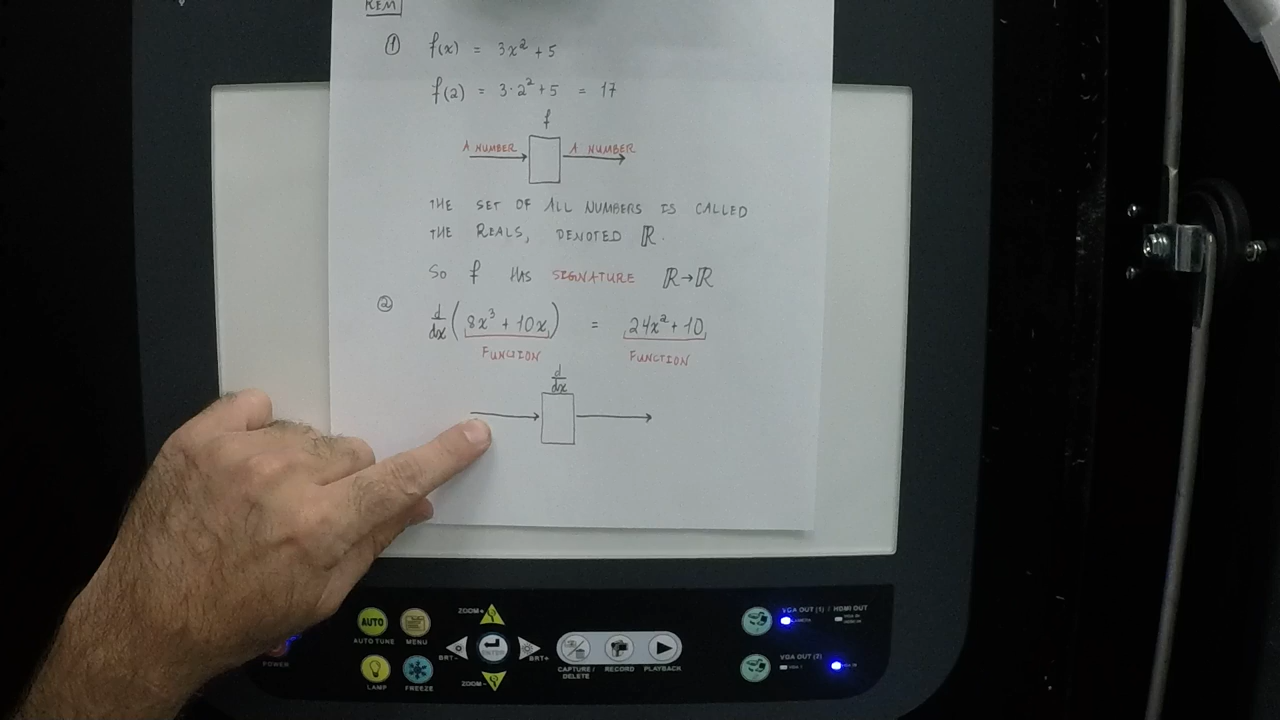 REM
① f(x) = 3x² + 5
f(2) = 3·2² + 5 = 17
f
A NUMBER A NUMBER
THE SET OF ALL NUMBERS IS CALLED
THE REALS, DENOTED ℝ.
SO f HAS SIGNATURE ℝ→ℝ
②
d/dx (8x³ + 10x) = 24x² + 10
FUNCTION FUNCTION
d/dx
POWER
AUTO
AUTO TUNE
MENU
LAMP
FREEZE
ZOOM+
BRT-
ENTER
BRT+
ZOOM-
CAPTURE / DELETE
RECORD
PLAYBACK
VGA OUT (1) / HDMI OUT
VGA OUT (2)